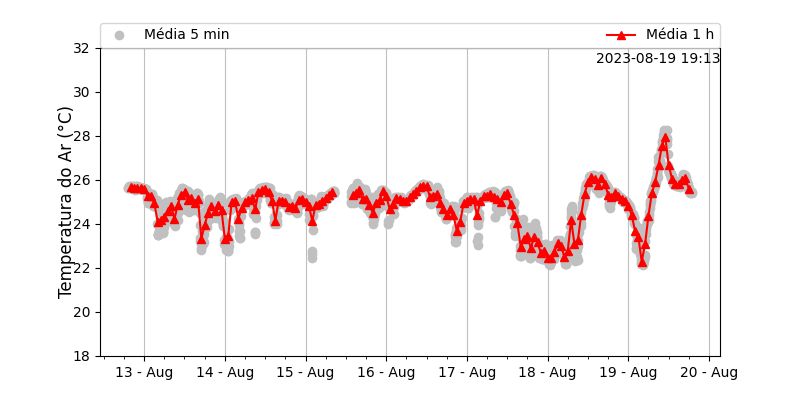 Média 5 min
Média 1 h
2023-08-19 19:13
Temperatura do Ar (°C)
32
30
28
26
24
22
20
18
13 - Aug
14 - Aug
15 - Aug
16 - Aug
17 - Aug
18 - Aug
19 - Aug
20 - Aug